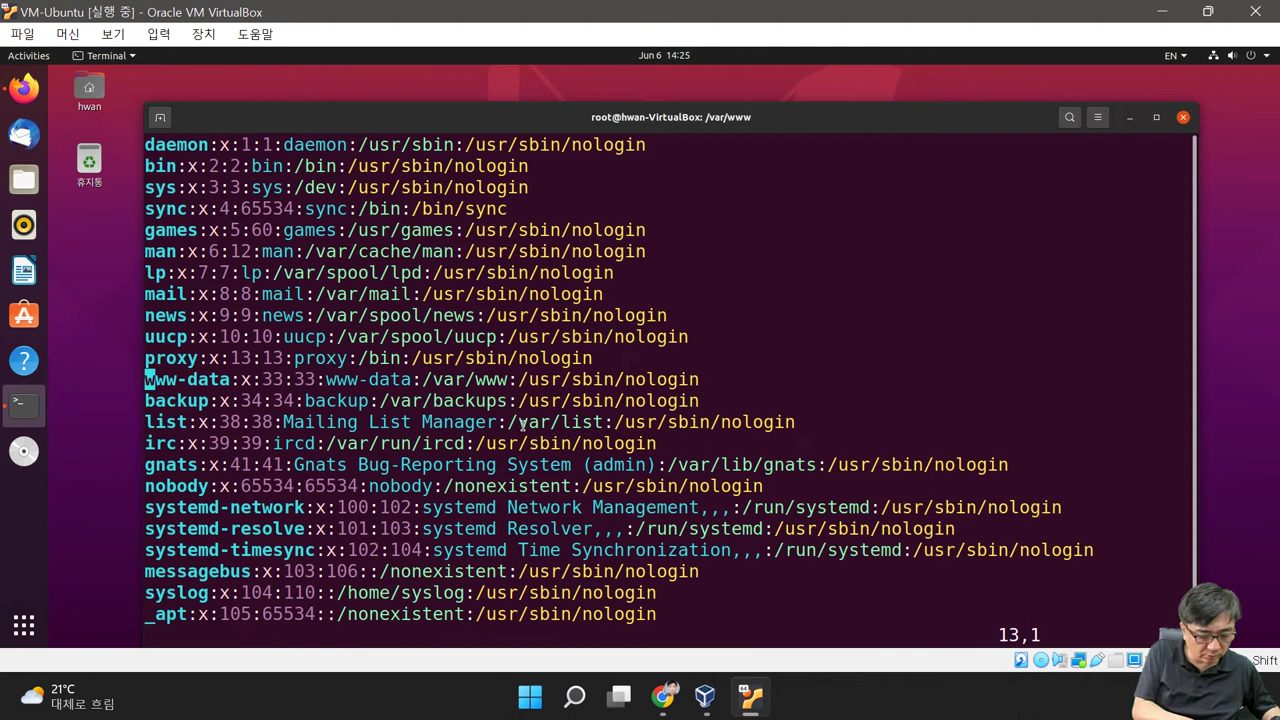 VM-Ubuntu [실행 중] - Oracle VM VirtualBox
파일 머신 보기 입력 장치 도움말
Activities Terminal Jun 6 14:25 EN
hwan
휴지통
root@hwan-VirtualBox: /var/www
daemon:x:1:1:daemon:/usr/sbin:/usr/sbin/nologin
bin:x:2:2:bin:/bin:/usr/sbin/nologin
sys:x:3:3:sys:/dev:/usr/sbin/nologin
sync:x:4:65534:sync:/bin:/bin/sync
games:x:5:60:games:/usr/games:/usr/sbin/nologin
man:x:6:12:man:/var/cache/man:/usr/sbin/nologin
lp:x:7:7:lp:/var/spool/lpd:/usr/sbin/nologin
mail:x:8:8:mail:/var/mail:/usr/sbin/nologin
news:x:9:9:news:/var/spool/news:/usr/sbin/nologin
uucp:x:10:10:uucp:/var/spool/uucp:/usr/sbin/nologin
proxy:x:13:13:proxy:/bin:/usr/sbin/nologin
www-data:x:33:33:www-data:/var/www:/usr/sbin/nologin
backup:x:34:34:backup:/var/backups:/usr/sbin/nologin
list:x:38:38:Mailing List Manager:/var/list:/usr/sbin/nologin
irc:x:39:39:ircd:/var/run/ircd:/usr/sbin/nologin
gnats:x:41:41:Gnats Bug-Reporting System (admin):/var/lib/gnats:/usr/sbin/nologin
nobody:x:65534:65534:nobody:/nonexistent:/usr/sbin/nologin
systemd-network:x:100:102:systemd Network Management,,,:/run/systemd:/usr/sbin/nologin
systemd-resolve:x:101:103:systemd Resolver,,,:/run/systemd:/usr/sbin/nologin
systemd-timesync:x:102:104:systemd Time Synchronization,,,:/run/systemd:/usr/sbin/nologin
messagebus:x:103:106::/nonexistent:/usr/sbin/nologin
syslog:x:104:110::/home/syslog:/usr/sbin/nologin
_apt:x:105:65534::/nonexistent:/usr/sbin/nologin
13,1
Shift
21°C
대체로 흐림